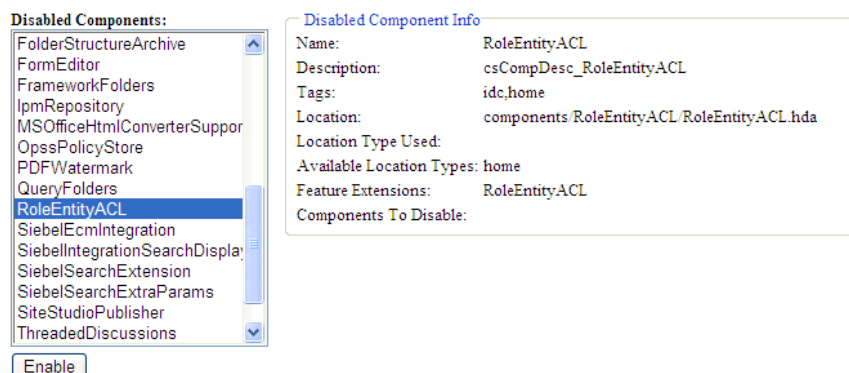 Disabled Components:
FolderStructureArchive
FormEditor
FrameworkFolders
IpmRepository
MSOfficeHtmlConverterSuppor
OpssPolicyStore
PDFWatermark
QueryFolders
RoleEntityACL
SiebelEcmIntegration
SiebelIntegrationSearchDisplay
SiebelSearchExtension
SiebelSearchExtraParams
SiteStudioPublisher
ThreadedDiscussions
Enable
Disabled Component Info
Name: RoleEntityACL
Description: csCompDesc_RoleEntityACL
Tags: idc,home
Location: components/RoleEntityACL/RoleEntityACL.hda
Location Type Used:
Available Location Types: home
Feature Extensions: RoleEntityACL
Components To Disable: